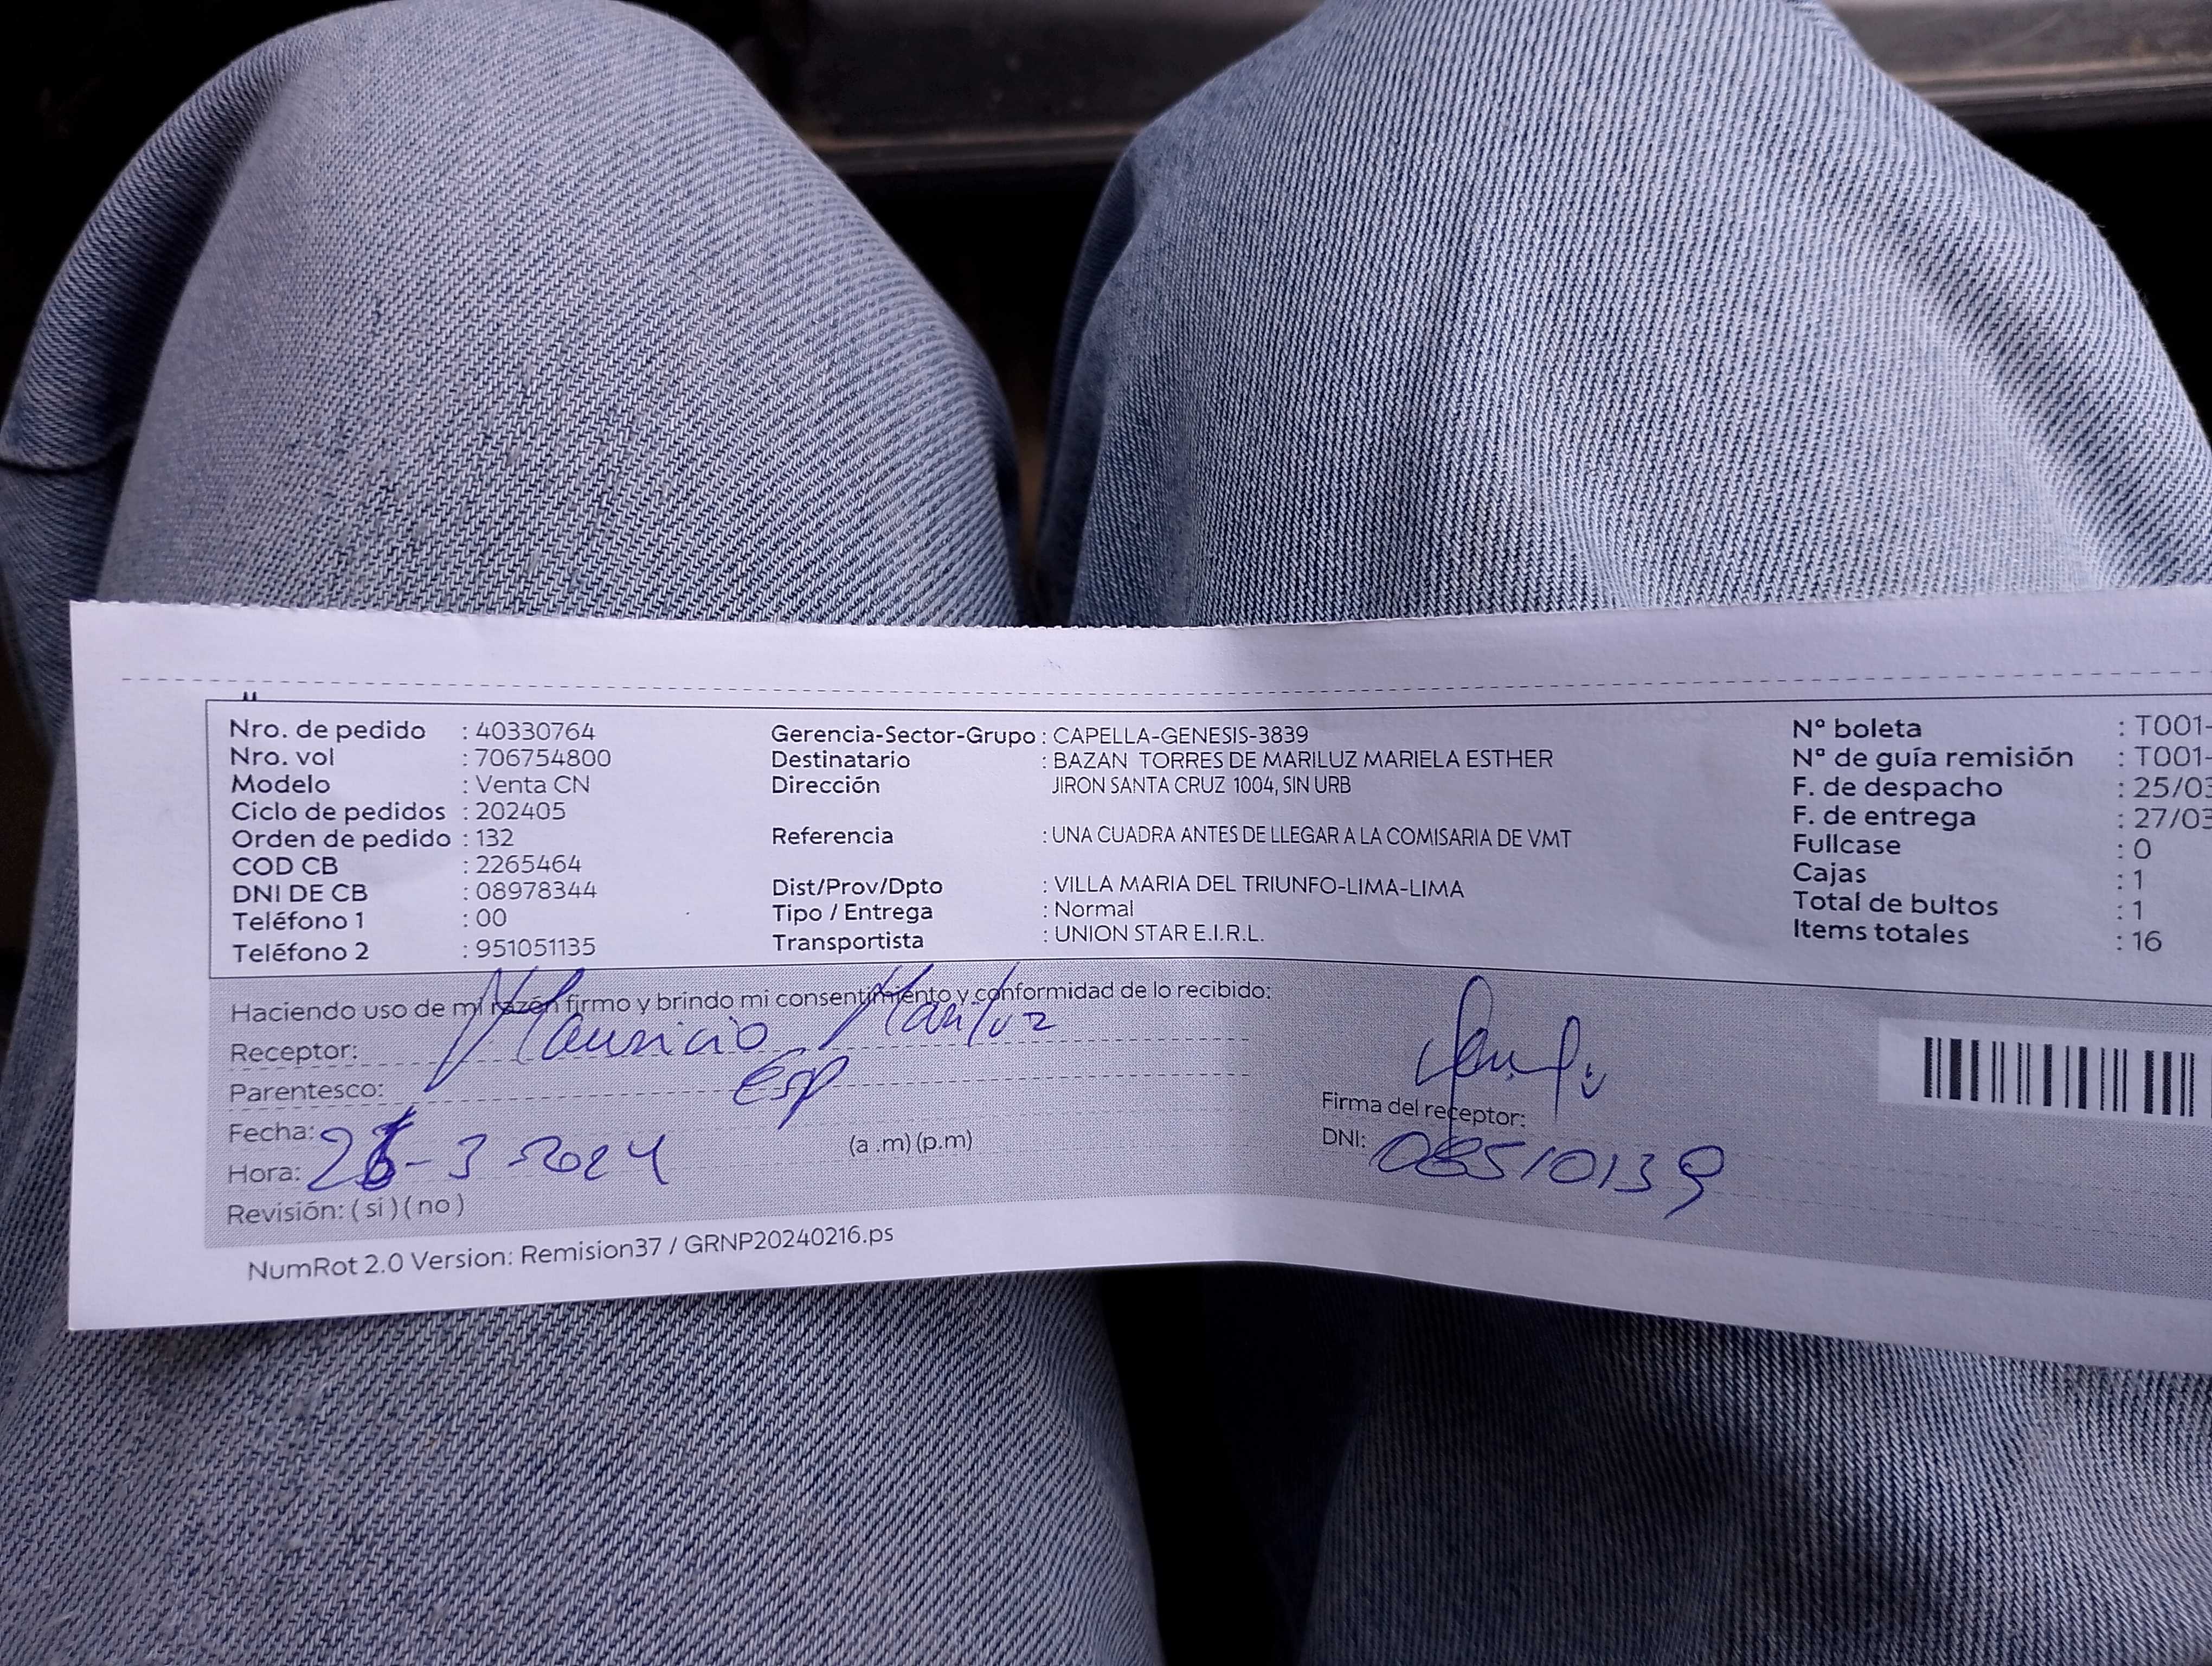 Nro. de pedido : 40330764 Gerencia-Sector-Grupo : CAPELLA-GENESIS-3839 Nº boleta : T001-
Nro. vol : 706754800 Destinatario : BAZAN TORRES DE MARILUZ MARIELA ESTHER Nº de guía remisión : T001-
Modelo : Venta CN Dirección JIRON SANTA CRUZ 1004, SIN URB F. de despacho : 25/03
Ciclo de pedidos : 202405 F. de entrega : 27/03
Orden de pedido : 132 Referencia : UNA CUADRA ANTES DE LLEGAR A LA COMISARIA DE VMT Fullcase : 0
COD CB : 2265464 Cajas : 1
DNI DE CB : 08978344 Dist/Prov/Dpto : VILLA MARIA DEL TRIUNFO-LIMA-LIMA Total de bultos : 1
Teléfono 1 : 00 Tipo / Entrega : Normal Items totales : 16
Teléfono 2 : 951051135 Transportista : UNION STAR E.I.R.L.
Haciendo uso de mi razón firmo y brindo mi consentimiento y conformidad de lo recibido:
Receptor: Mauricio Mariluz
Parentesco: Esp
Firma del receptor:
Fecha: 26-3-2024 (a .m) (p.m) DNI: 08510139
Hora:
Revisión: ( si ) ( no )
NumRot 2.0 Version: Remision37 / GRNP20240216.ps